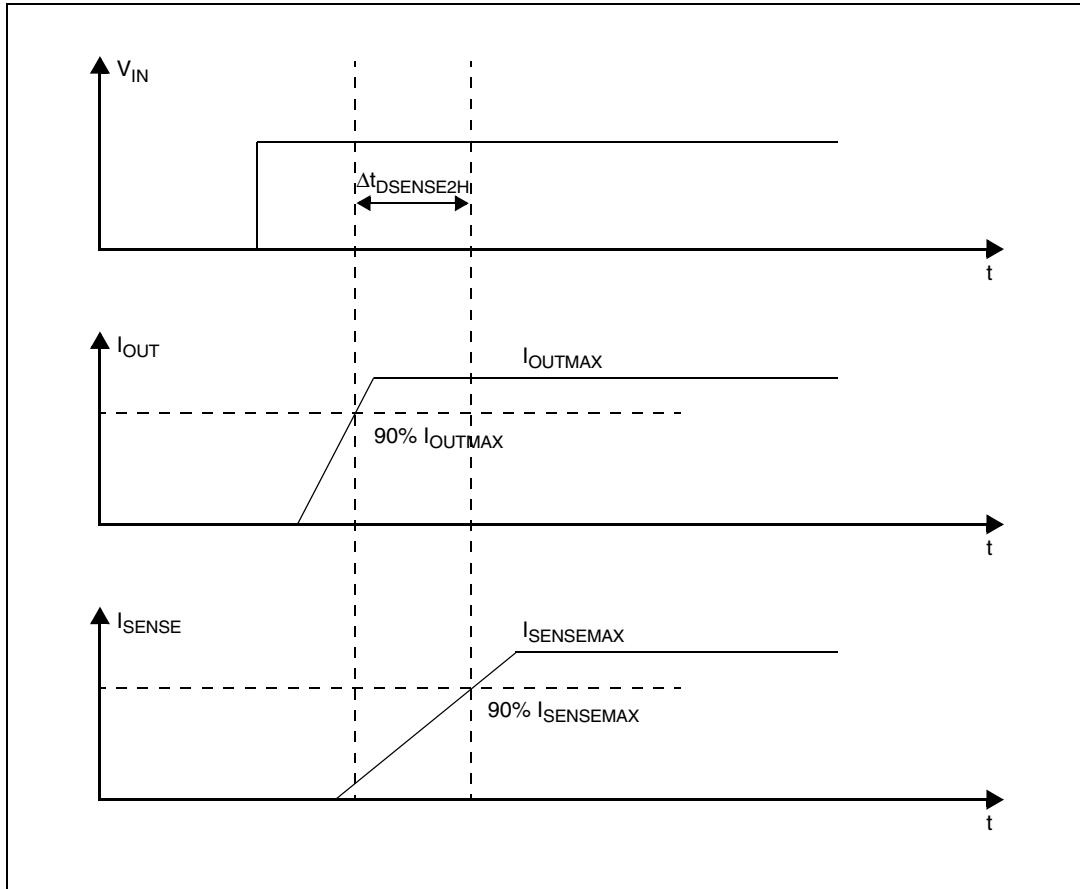 V_IN
Δt_DSENSE2H
t
I_OUT
I_OUTMAX
90% I_OUTMAX
t
I_SENSE
I_SENSEMAX
90% I_SENSEMAX
t